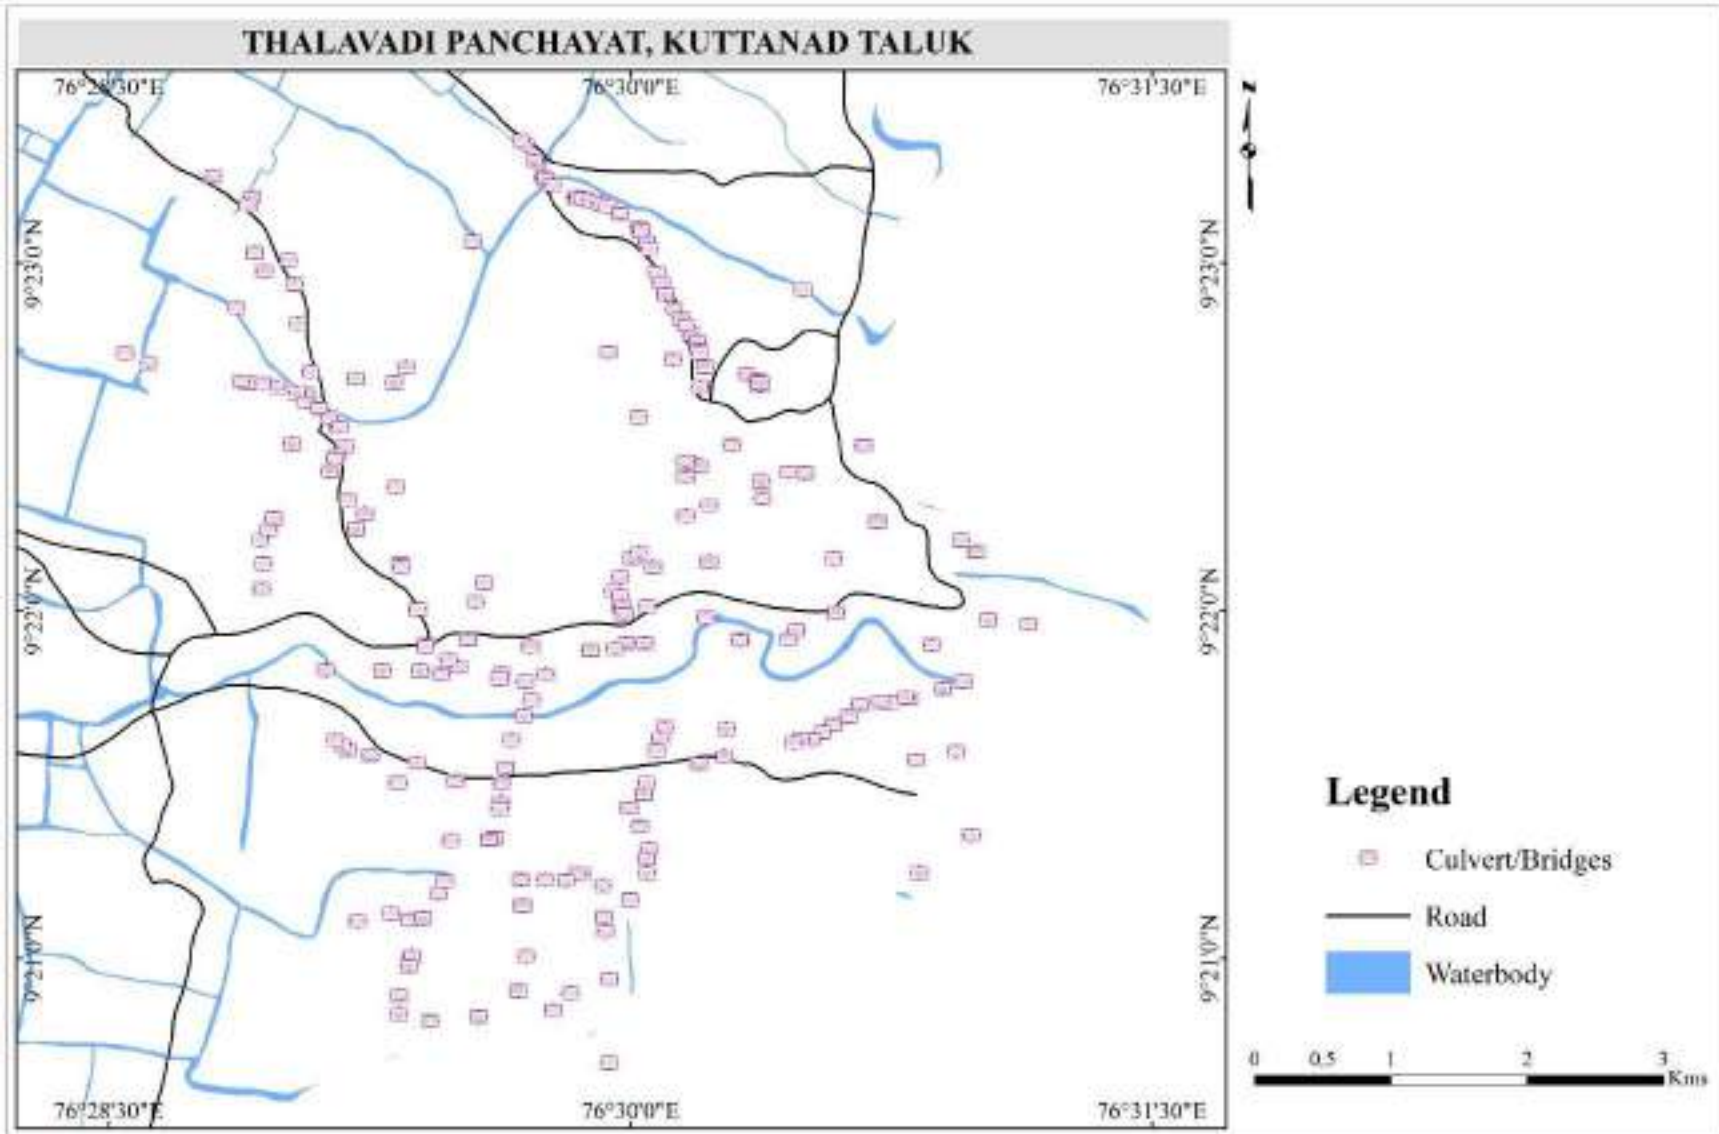 THALAVADI PANCHAYAT, KUTTANAD TALUK
76°28'30"E 76°30'0"E 76°31'30"E
N
9°23'0"N 9°23'0"N
9°22'0"N 9°22'0"N
9°21'0"N 9°21'0"N
Legend
Culvert/Bridges
Road
Waterbody
0 0.5 1 2 3
Kms
76°28'30"E 76°30'0"E 76°31'30"E